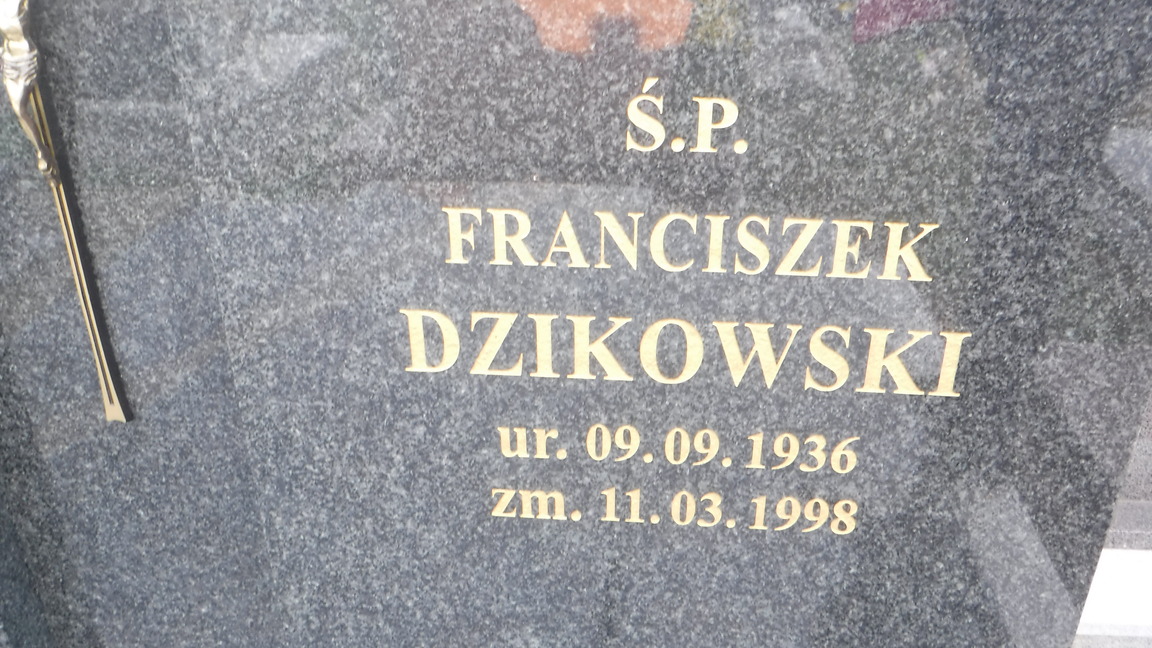 Ś.P.
FRANCISZEK
DZIKOWSKI
ur. 09.09.1936
zm. 11.03.1998